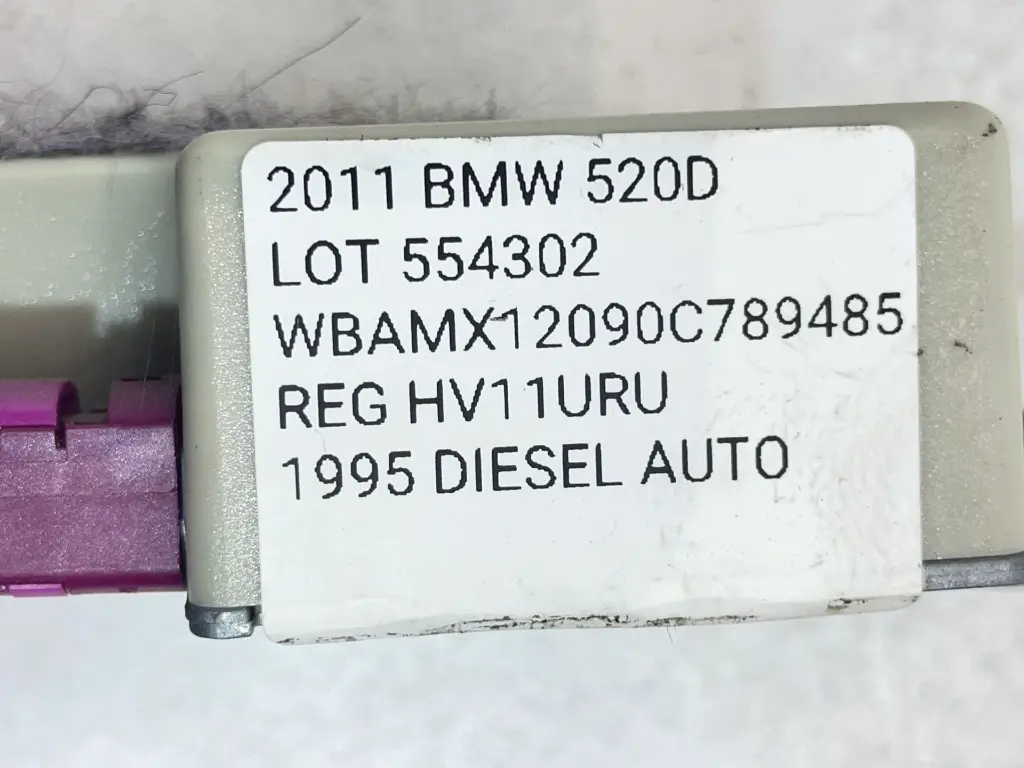 2011 BMW 520D
LOT 554302
WBAMX12090C789485
REG HV11URU
1995 DIESEL AUTO